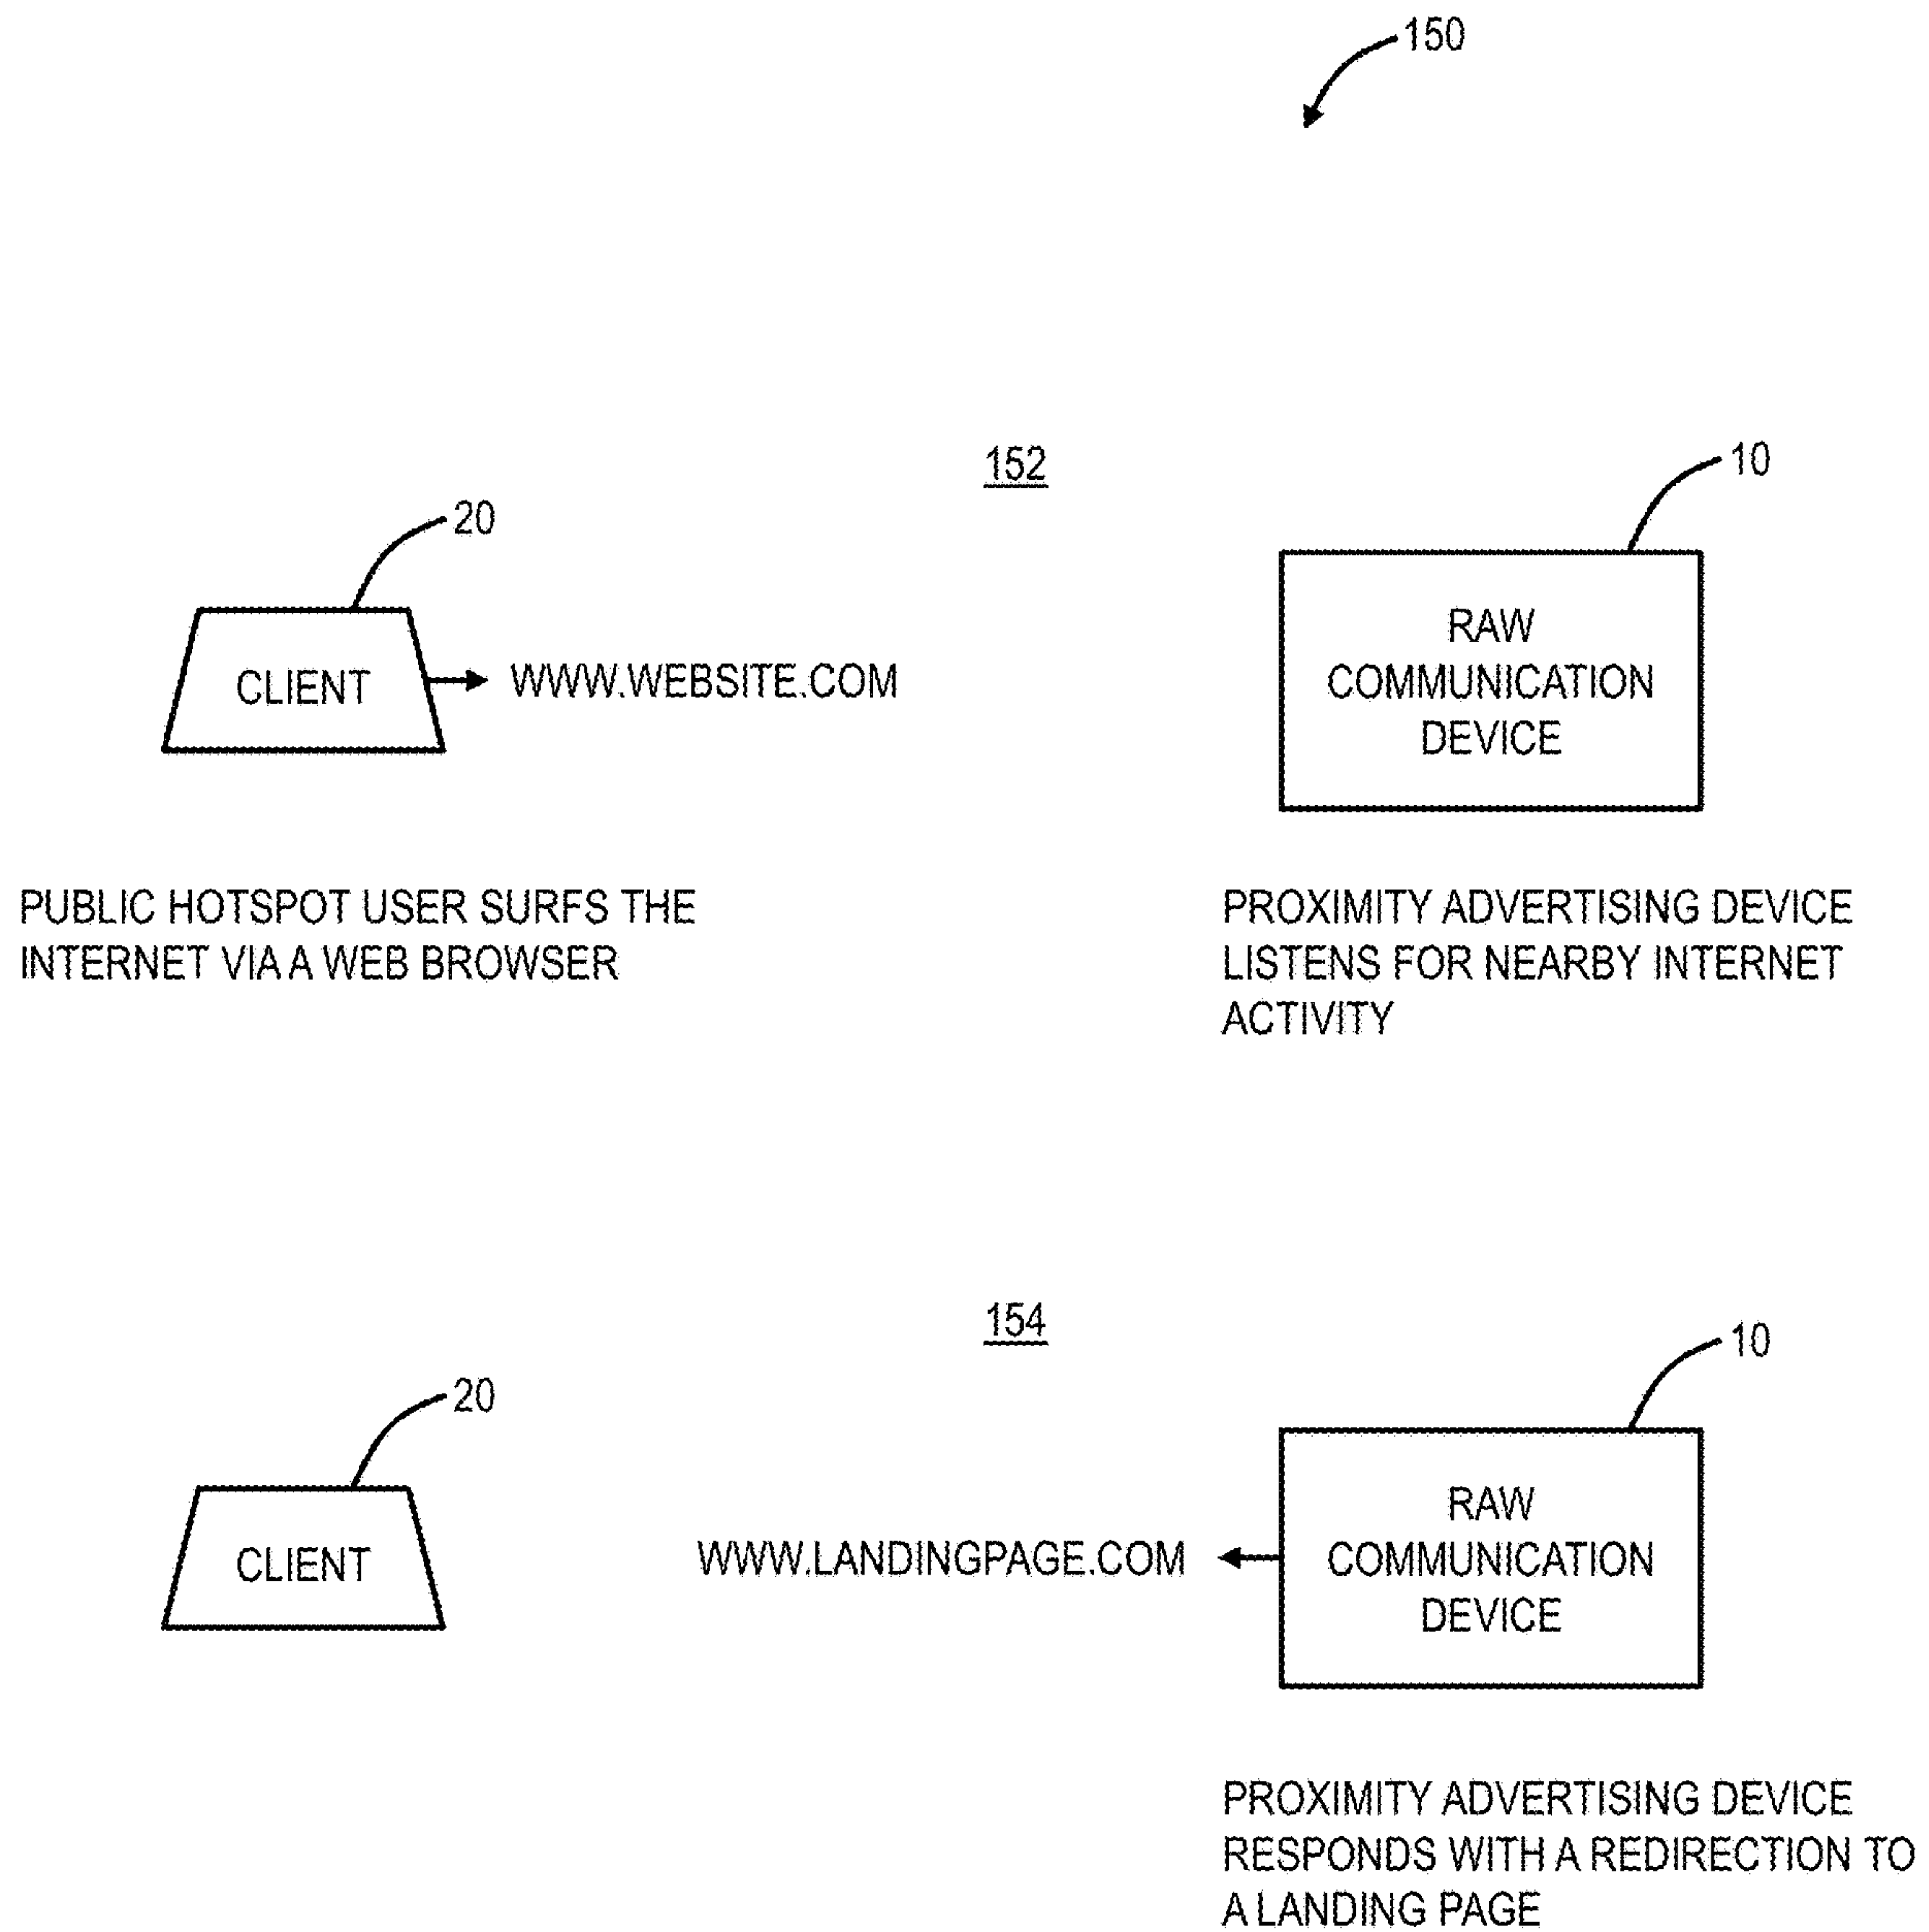 150
152
10
20
RAW
COMMUNICATION
DEVICE
CLIENT
WWW.WEBSITE.COM
PUBLIC HOTSPOT USER SURFS THE
INTERNET VIA A WEB BROWSER
PROXIMITY ADVERTISING DEVICE
LISTENS FOR NEARBY INTERNET
ACTIVITY
154
10
20
RAW
COMMUNICATION
DEVICE
CLIENT
WWW.LANDINGPAGE.COM
PROXIMITY ADVERTISING DEVICE
RESPONDS WITH A REDIRECTION TO
A LANDING PAGE